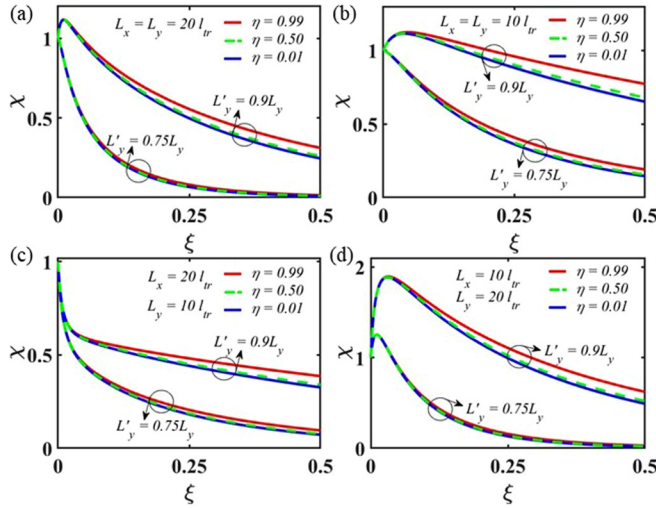 (a)
L_x = L_y = 20 l_tr
η = 0.99
η = 0.50
η = 0.01
L'_y = 0.9L_y
L'_y = 0.75L_y
χ
1
0.5
0
0
0.25
0.5
ξ
(b)
L_x = L_y = 10 l_tr
η = 0.99
η = 0.50
η = 0.01
L'_y = 0.9L_y
L'_y = 0.75L_y
χ
1
0.5
0
0
0.25
0.5
ξ
(c)
L_x = 20 l_tr
L_y = 10 l_tr
η = 0.99
η = 0.50
η = 0.01
L'_y = 0.9L_y
L'_y = 0.75L_y
χ
1
0.5
0
0
0.25
0.5
ξ
(d)
L_x = 10 l_tr
L_y = 20 l_tr
η = 0.99
η = 0.50
η = 0.01
L'_y = 0.9L_y
L'_y = 0.75L_y
χ
2
1
0
0
0.25
0.5
ξ